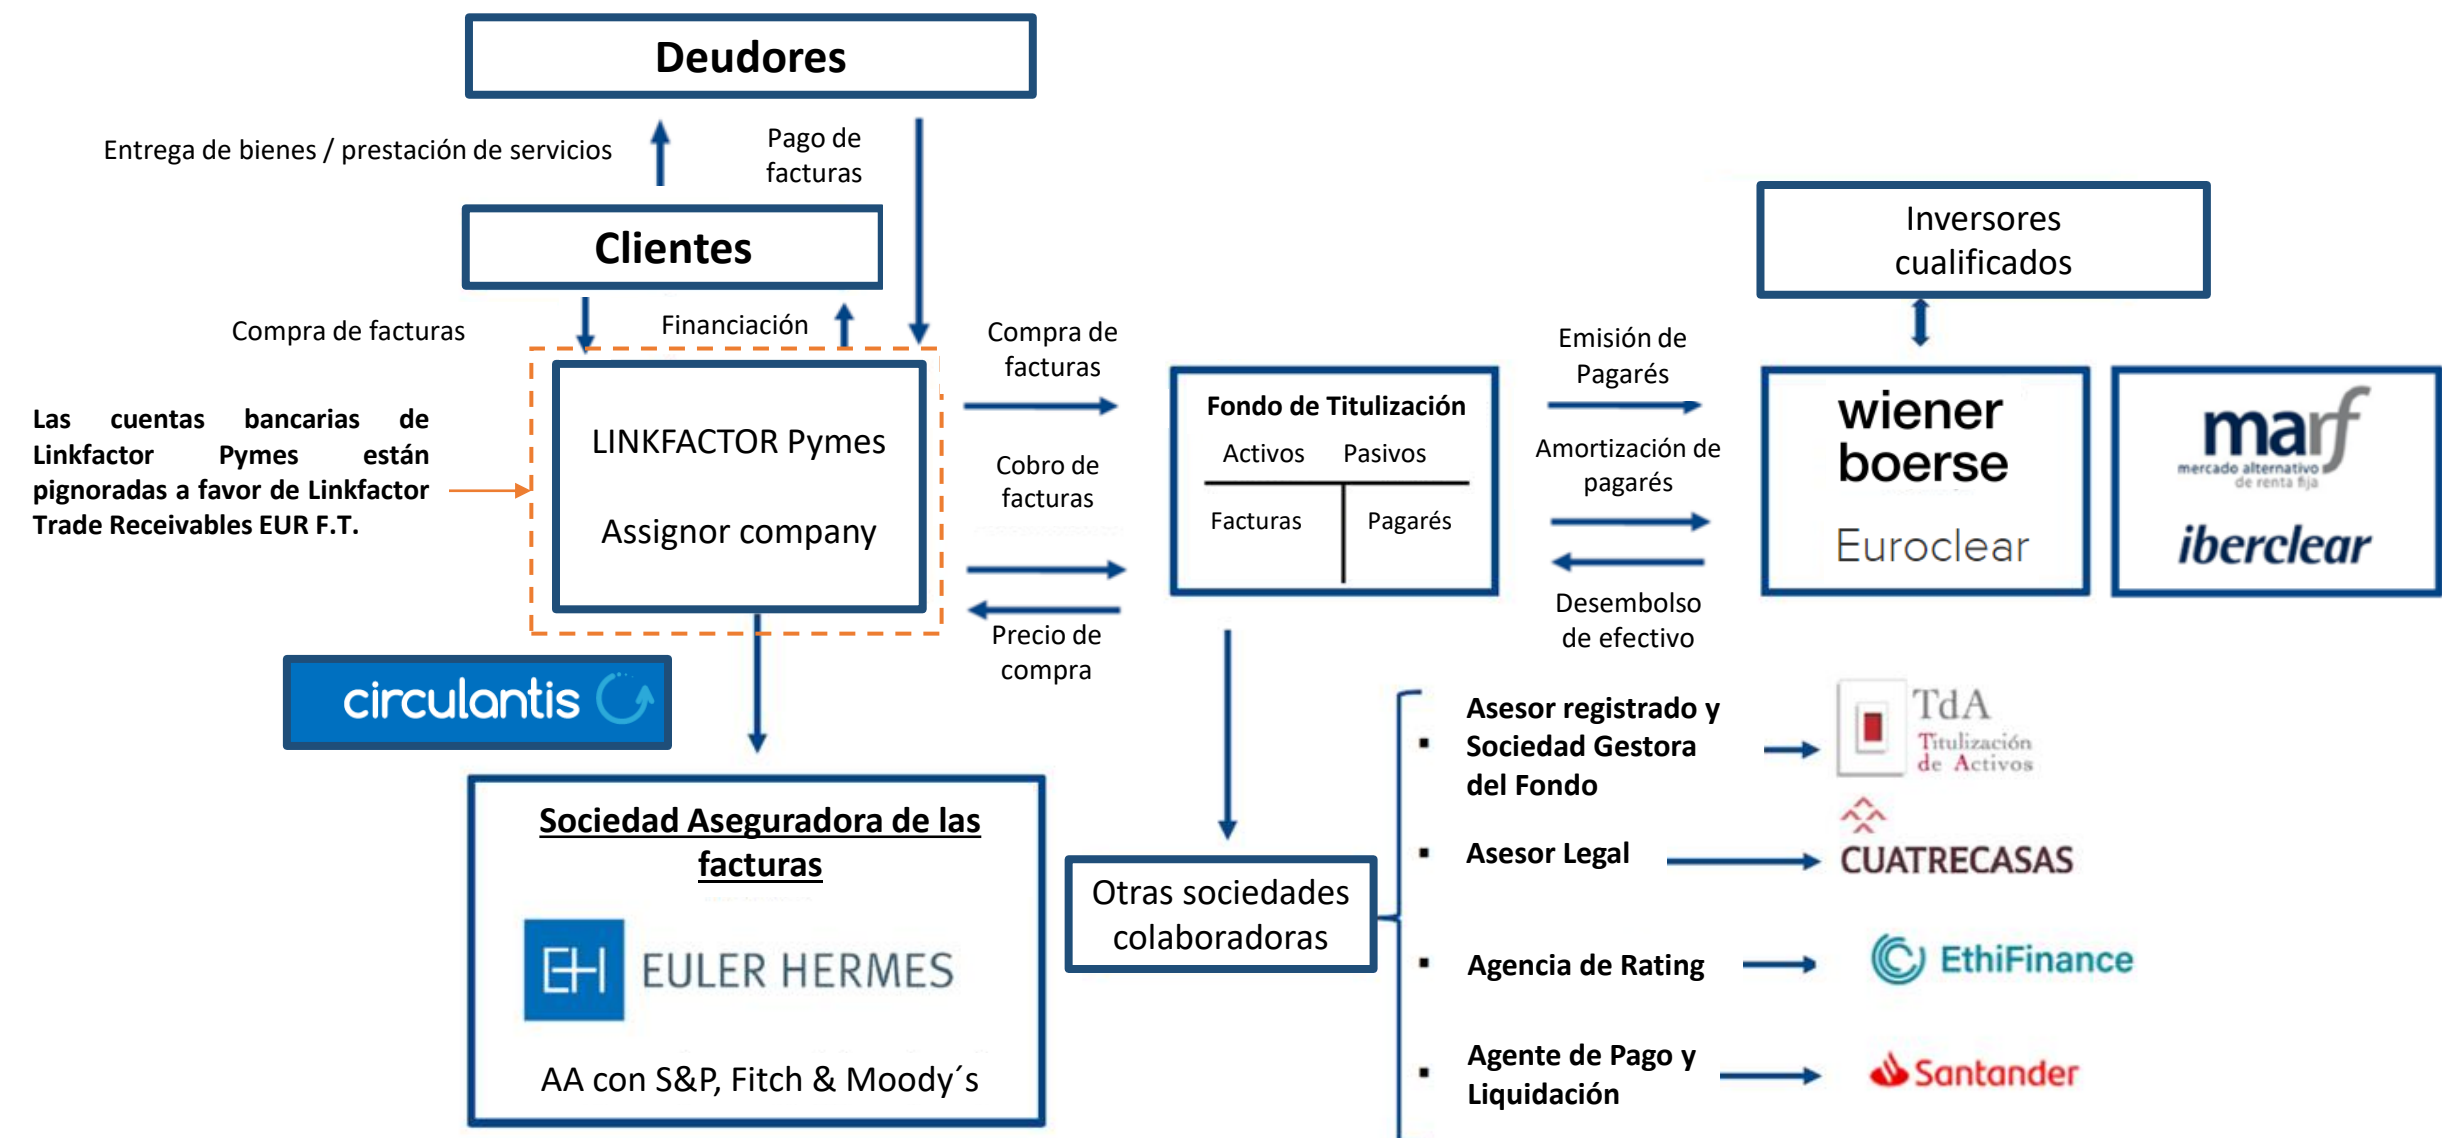 Deudores
Entrega de bienes / prestación de servicios
Pago de
facturas
Clientes
Inversores
cualificados
Compra de facturas
Financiación
Compra de
facturas
Emisión de
Pagarés
Las cuentas bancarias de
Linkfactor Pymes están
pignoradas a favor de Linkfactor
Trade Receivables EUR F.T.
LINKFACTOR Pymes
Assignor company
Cobro de
facturas
Precio de
compra
Fondo de Titulización
Activos Pasivos
Facturas Pagarés
Amortización de
pagarés
Desembolso
de efectivo
wiener
boerse
Euroclear
marf
mercado alternativo
de renta fija
iberclear
circulantis
Sociedad Aseguradora de las
facturas
EH EULER HERMES
AA con S&P, Fitch & Moody´s
Otras sociedades
colaboradoras
Asesor registrado y
▪ Sociedad Gestora
del Fondo
TdA
Titulización
de Activos
▪ Asesor Legal
CUATRECASAS
▪ Agencia de Rating
EthiFinance
▪ Agente de Pago y
Liquidación
Santander